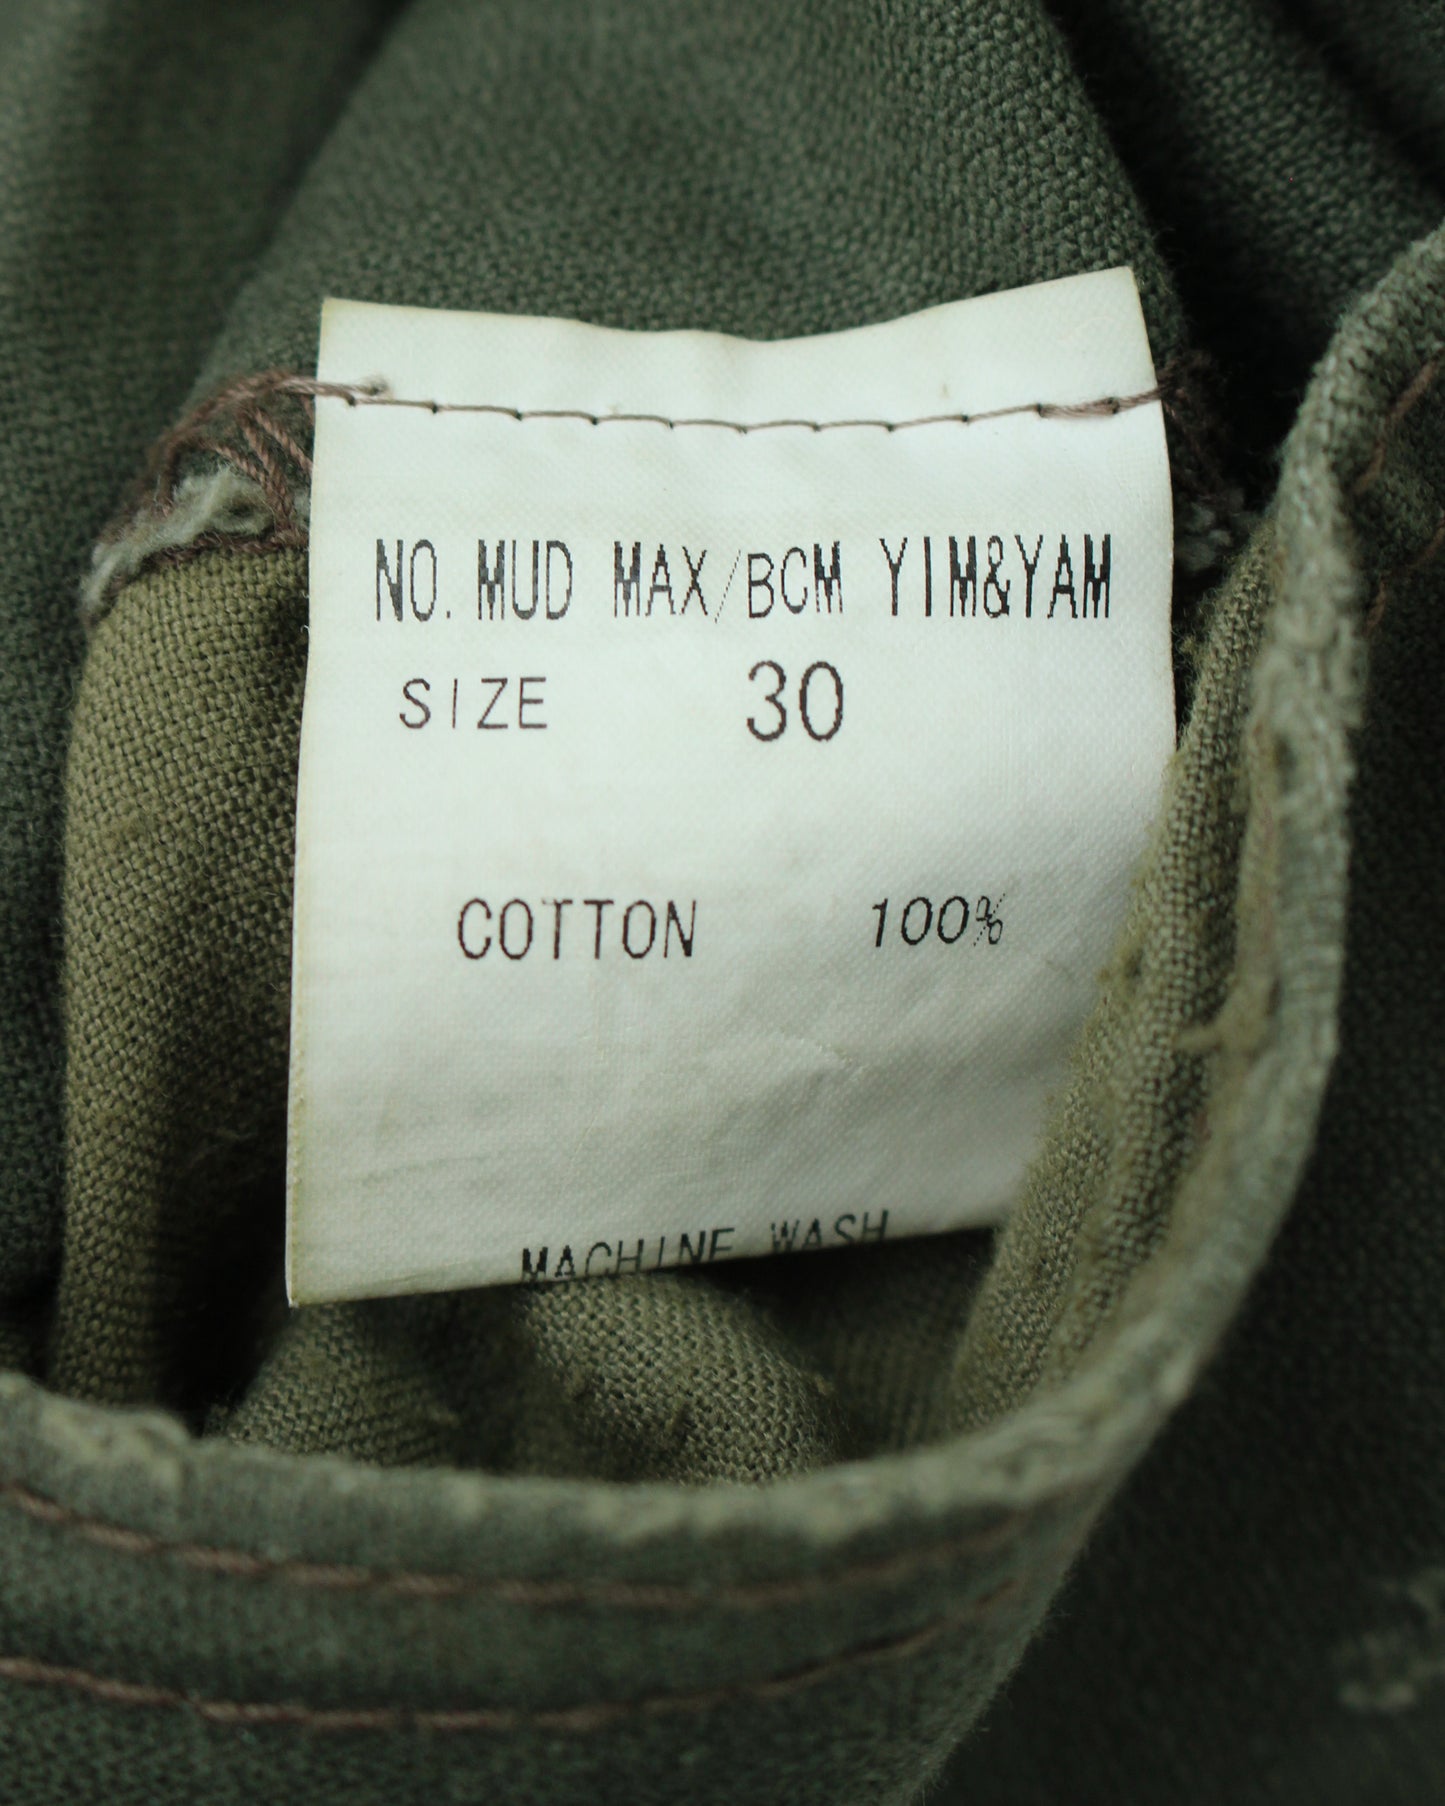 NO. MUD MAX/BCM YIM&YAM
SIZE 30
COTTON 100%
MACHINE WASH